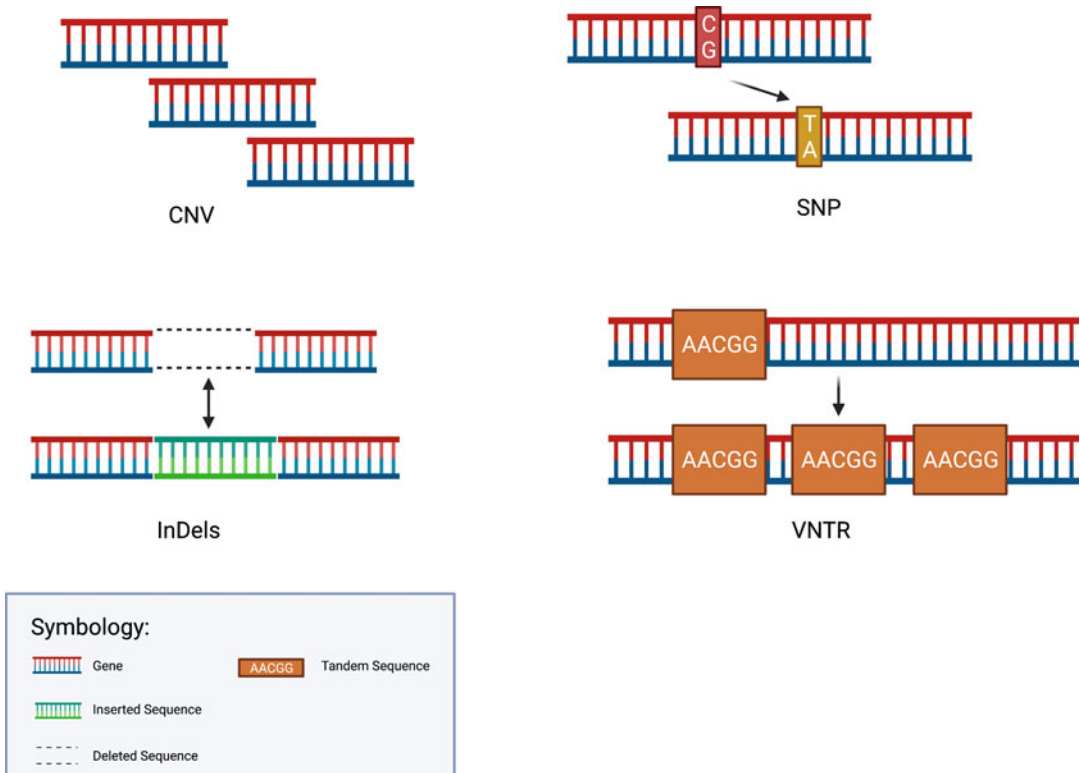 C
G
T
A
CNV
SNP
AACGG
AACGG AACGG AACGG
InDels
VNTR
Symbology:
Gene
AACGG Tandem Sequence
Inserted Sequence
Deleted Sequence